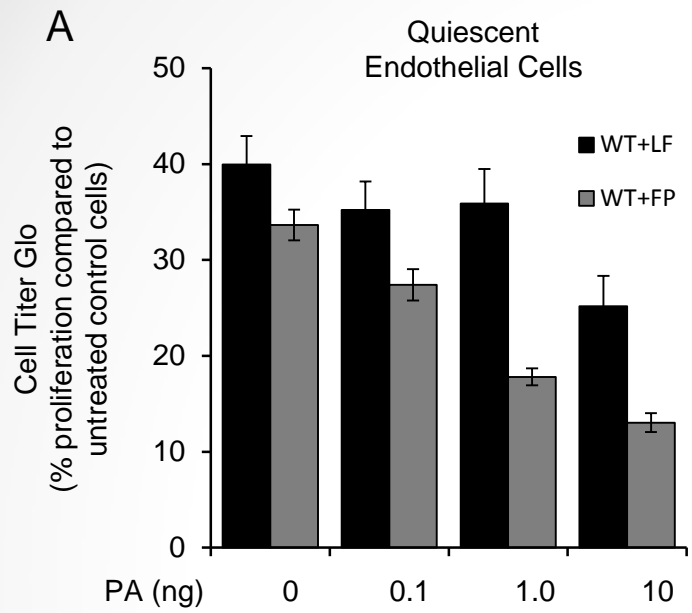 A
Quiescent
Endothelial Cells
Cell Titer Glo
(% proliferation compared to
untreated control cells)
50
40
30
20
10
0
WT+LF
WT+FP
PA (ng) 0 0.1 1.0 10